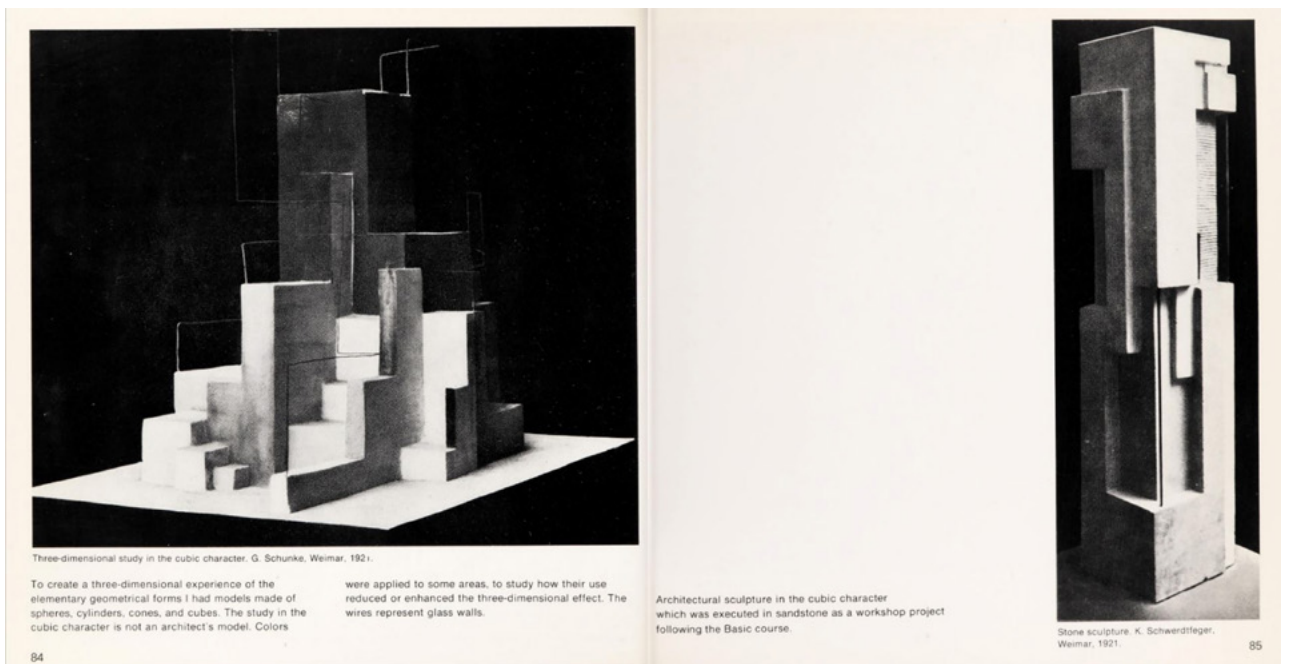 Three-dimensional study in the cubic character. G. Schunke, Weimar, 1921.
To create a three-dimensional experience of the
elementary geometrical forms I had models made of
spheres, cylinders, cones, and cubes. The study in the
cubic character is not an architect's model. Colors
were applied to some areas, to study how their use
reduced or enhanced the three-dimensional effect. The
wires represent glass walls.
84
Architectural sculpture in the cubic character
which was executed in sandstone as a workshop project
following the Basic course.
Stone sculpture. K. Schwerdtfeger,
Weimar, 1921.
85